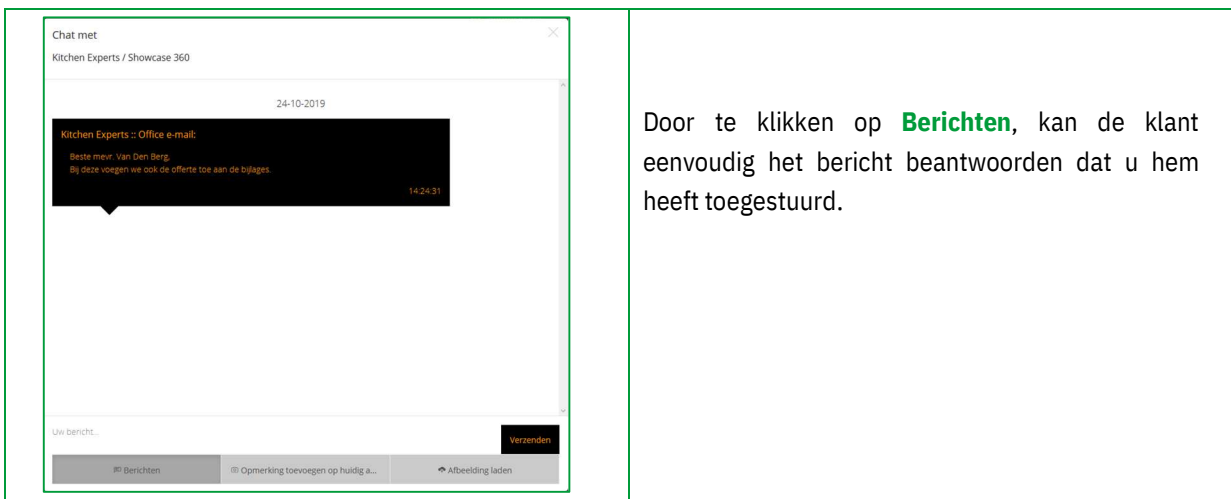 Chat met
Kitchen Experts / Showcase 360
24-10-2019
Kitchen Experts :: Office e-mail:
Beste mevr. Van Den Berg,
Bij deze voegen we ook de offerte toe aan de bijlages.
14:24:31
Uw bericht...
Verzenden
Berichten
Opmerking toevoegen op huidig a...
Afbeelding laden
Door te klikken op Berichten, kan de klant
eenvoudig het bericht beantwoorden dat u hem
heeft toegestuurd.